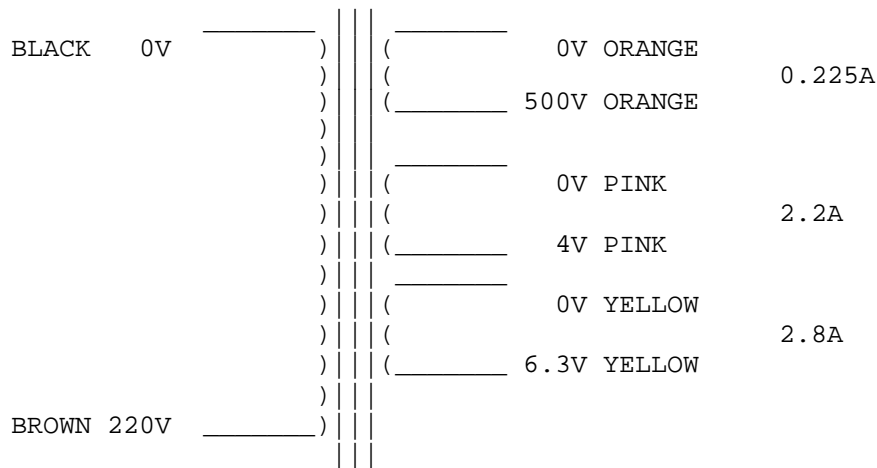 BLACK 0V 0V ORANGE
0.225A
500V ORANGE
0V PINK
2.2A
4V PINK
0V YELLOW
2.8A
6.3V YELLOW
BROWN 220V